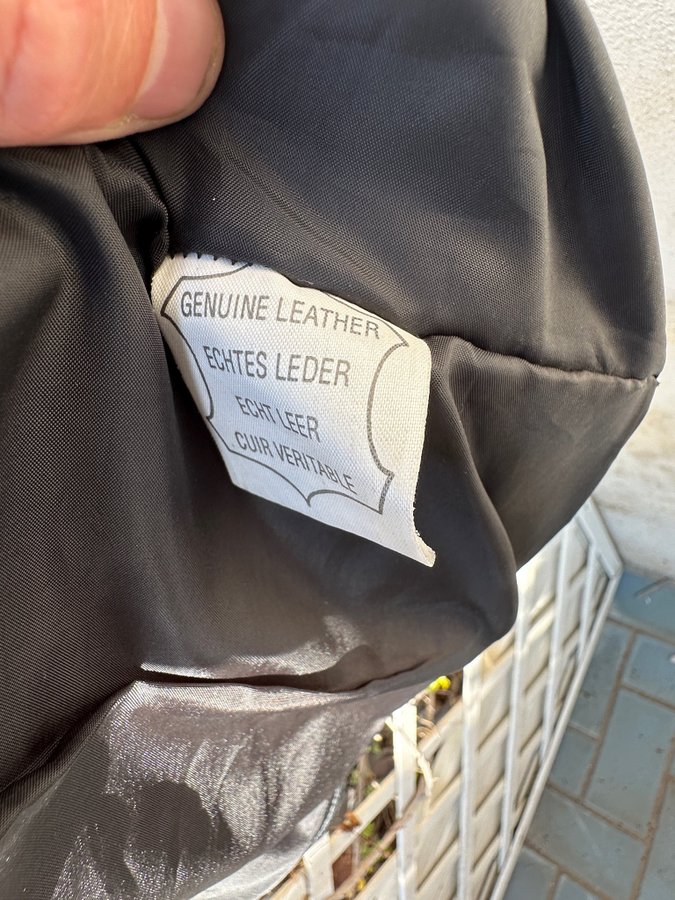 GENUINE LEATHER
ECHTES LEDER
ECHT LEER
CUIR VERITABLE